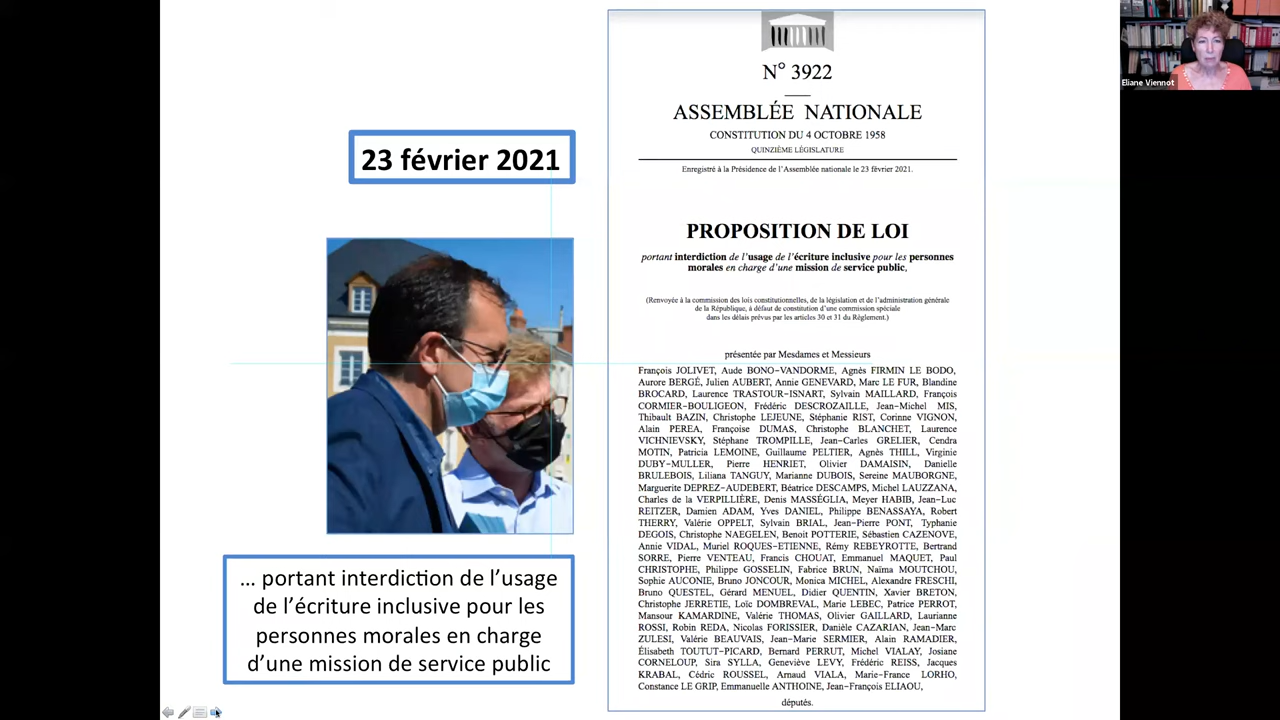 23 février 2021
... portant interdiction de l'usage
de l'écriture inclusive pour les
personnes morales en charge
d'une mission de service public
N° 3922
ASSEMBLÉE NATIONALE
CONSTITUTION DU 4 OCTOBRE 1958
QUINZIÈME LÉGISLATURE
Enregistré à la Présidence de l'Assemblée nationale le 23 février 2021.
PROPOSITION DE LOI
portant interdiction de l'usage de l'écriture inclusive pour les personnes
morales en charge d'une mission de service public,
(Renvoyée à la commission des lois constitutionnelles, de la législation et de l'administration générale
de la République, à défaut de constitution d'une commission spéciale
dans les délais prévus par les articles 30 et 31 du Règlement.)
présentée par Mesdames et Messieurs
François JOLIVET, Aude BONO-VANDORME, Agnès FIRMIN LE BODO,
Aurore BERGÉ, Julien AUBERT, Annie GENEVARD, Marc LE FUR, Blandine
BROCARD, Laurence TRASTOUR-ISNART, Sylvain MAILLARD, François
CORMIER-BOULIGEON, Frédéric DESCROZAILLE, Jean-Michel MIS,
Thibault BAZIN, Christophe LEJEUNE, Stéphanie RIST, Corinne VIGNON,
Alain PEREA, Françoise DUMAS, Christophe BLANCHET, Laurence
VICHNIEVSKY, Stéphane TROMPILLE, Jean-Carles GRELIER, Cendra
MOTIN, Patricia LEMOINE, Guillaume PELTIER, Agnès THILL, Virginie
DUBY-MULLER, Pierre HENRIET, Olivier DAMAISIN, Danielle
BRULEBOIS, Liliana TANGUY, Marianne DUBOIS, Sereine MAUBORGNE,
Marguerite DEPREZ-AUDEBERT, Béatrice DESCAMPS, Michel LAUZZANA,
Charles de la VERPILLIÈRE, Denis MASSÉGLIA, Meyer HABIB, Jean-Luc
REITZER, Damien ADAM, Yves DANIEL, Philippe BENASSAYA, Robert
THERRY, Valérie OPPELT, Sylvain BRIAL, Jean-Pierre PONT, Typhanie
DEGOIS, Christophe NAEGELEN, Benoit POTTERIE, Sébastien CAZENOVE,
Annie VIDAL, Muriel ROQUES-ETIENNE, Rémy REBEYROTTE, Bertrand
SORRE, Pierre VENTEAU, Francis CHOUAT, Emmanuel MAQUET, Paul
CHRISTOPHE, Philippe GOSSELIN, Fabrice BRUN, Naïma MOUTCHOU,
Sophie AUCONIE, Bruno JONCOUR, Monica MICHEL, Alexandre FRESCHI,
Bruno QUESTEL, Gérard MENUEL, Didier QUENTIN, Xavier BRETON,
Christophe JERRETIE, Loïc DOMBREVAL, Marie LEBEC, Patrice PERROT,
Mansour KAMARDINE, Valérie THOMAS, Olivier GAILLARD, Laurianne
ROSSI, Robin REDA, Nicolas FORISSIER, Danièle CAZARIAN, Jean-Marc
ZULESI, Valérie BEAUVAIS, Jean-Marie SERMIER, Alain RAMADIER,
Élisabeth TOUTUT-PICARD, Bernard PERRUT, Michel VIALAY, Josiane
CORNELOUP, Sira SYLLA, Geneviève LEVY, Frédéric REISS, Jacques
KRABAL, Cédric ROUSSEL, Arnaud VIALA, Marie-France LORHO,
Constance LE GRIP, Emmanuelle ANTHOINE, Jean-François ELIAOU,
députés.
Eliane Viennot